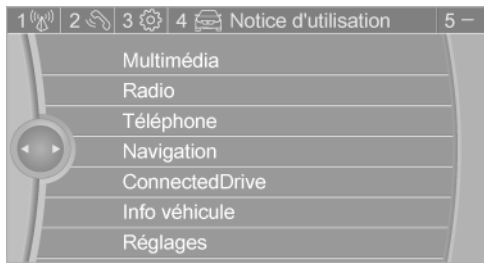 1 2 3 4 Notice d'utilisation 5 –
Multimédia
Radio
Téléphone
Navigation
ConnectedDrive
Info véhicule
Réglages